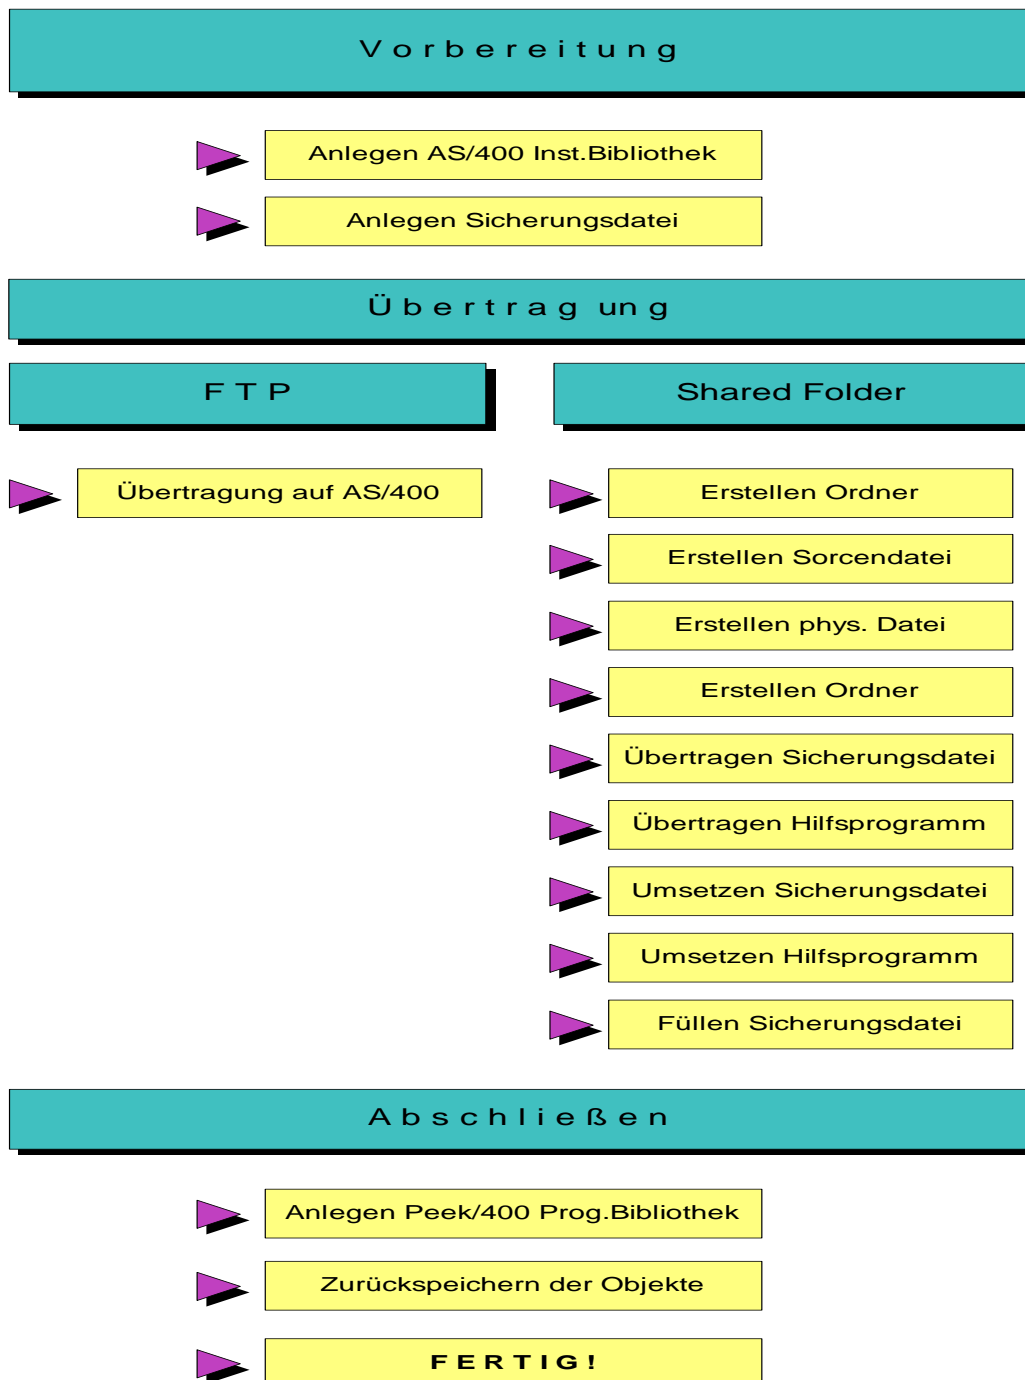 Vorbereitung
Anlegen AS/400 Inst.Bibliothek
Anlegen Sicherungsdatei
Übertragung
FTP
Shared Folder
Übertragung auf AS/400
Erstellen Ordner
Erstellen Sorcendatei
Erstellen phys. Datei
Erstellen Ordner
Übertragen Sicherungsdatei
Übertragen Hilfsprogramm
Umsetzen Sicherungsdatei
Umsetzen Hilfsprogramm
Füllen Sicherungsdatei
Abschließen
Anlegen Peek/400 Prog.Bibliothek
Zurückspeichern der Objekte
FERTIG!